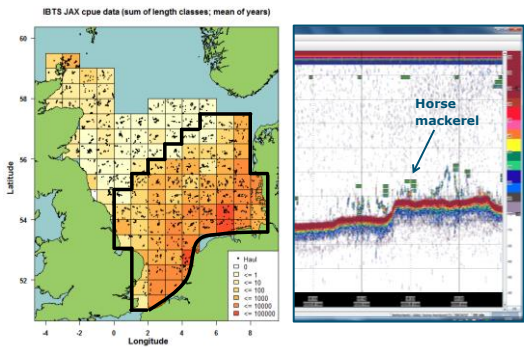 IBTS JAX cpue data (sum of length classes; mean of years)
60
58
56
54
52
Latitude
-4 -2 0 2 4 6 8
Longitude
Haul
0
<= 1
<= 10
<= 100
<= 1000
<= 10000
<= 100000
Horse
mackerel